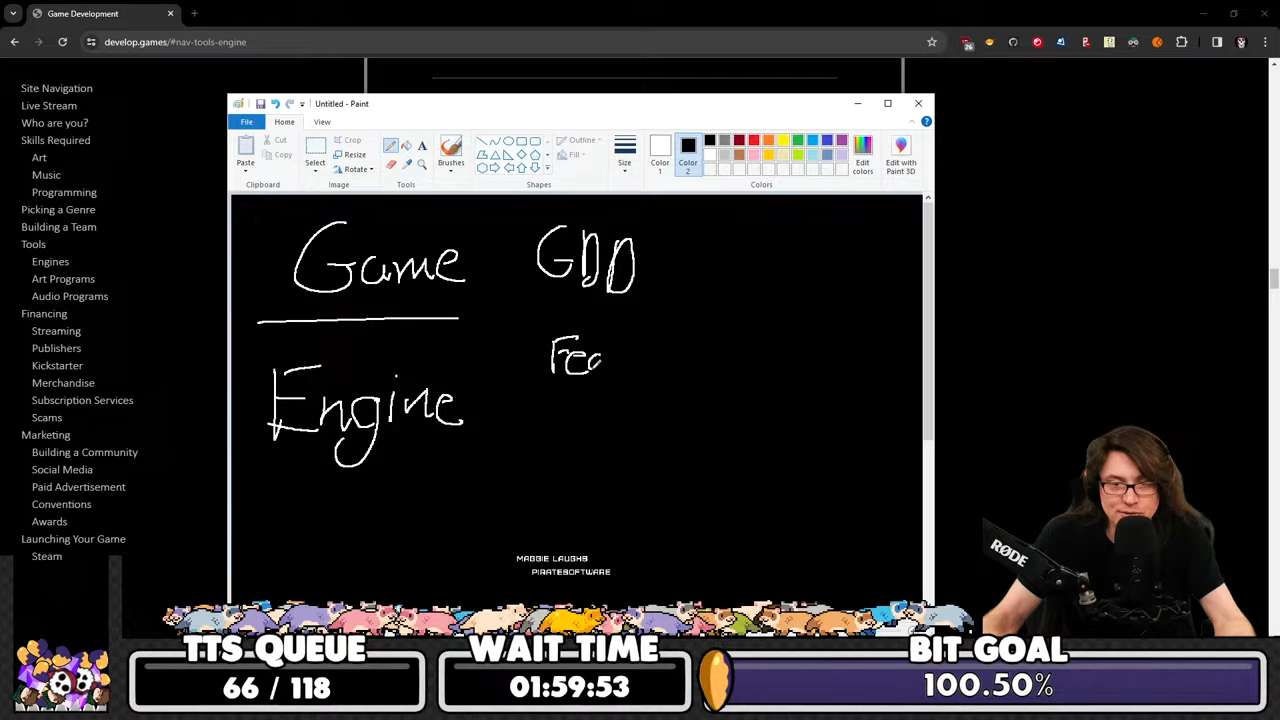 Game Development
develop.games/#nav-tools-engine
26
Untitled - Paint
File
Home
View
Paste
Cut
Copy
Clipboard
Select
Crop
Resize
Rotate
Image
Tools
Brushes
Shapes
Outline
Fill
Size
Color 1
Color 2
Edit colors
Edit with Paint 3D
Colors
Site Navigation
Live Stream
Who are you?
Skills Required
Art
Music
Programming
Picking a Genre
Building a Team
Tools
Engines
Art Programs
Audio Programs
Financing
Streaming
Publishers
Kickstarter
Merchandise
Subscription Services
Scams
Marketing
Building a Community
Social Media
Paid Advertisement
Conventions
Awards
Launching Your Game
Steam
Game GDD
Fea
Engine
MAGGIE LAUGHS
PIRATESOFTWARE
RØDE
TTS QUEUE
66 / 118
WAIT TIME
01:59:53
BIT GOAL
100.50%